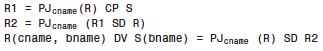 R1 = PJcname(R) CP S
R2 = PJcname (R1 SD R)
R(cname, bname) DV S(bname) = PJcname (R) SD R2